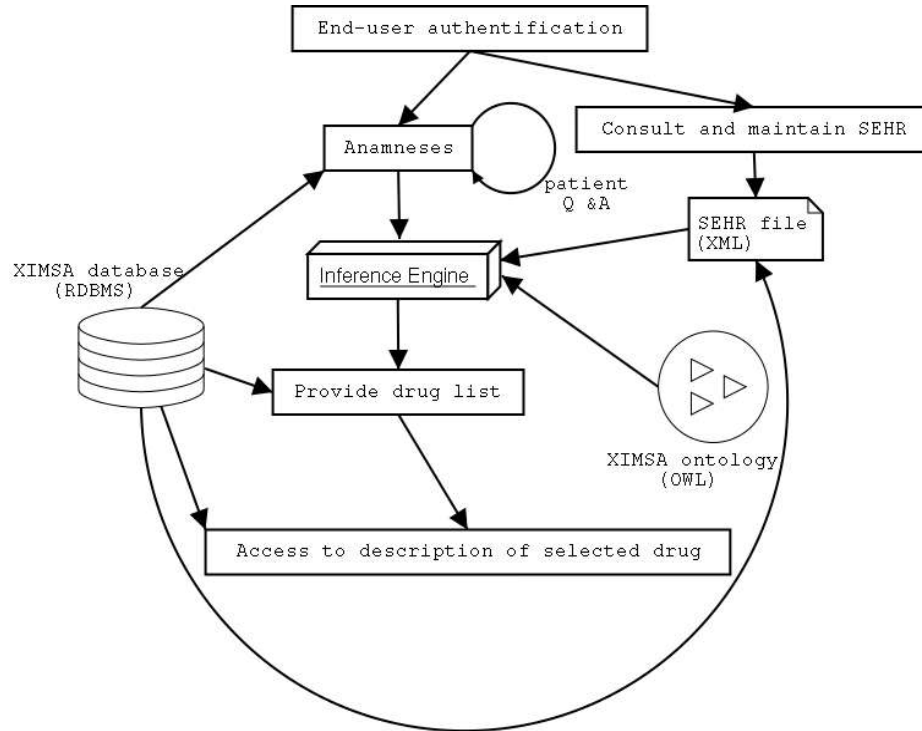 End-user authentification
Consult and maintain SEHR
Anamneses
patient
Q &A
SEHR file
(XML)
XIMSA database
(RDBMS)
Inference Engine
Provide drug list
XIMSA ontology
(OWL)
Access to description of selected drug